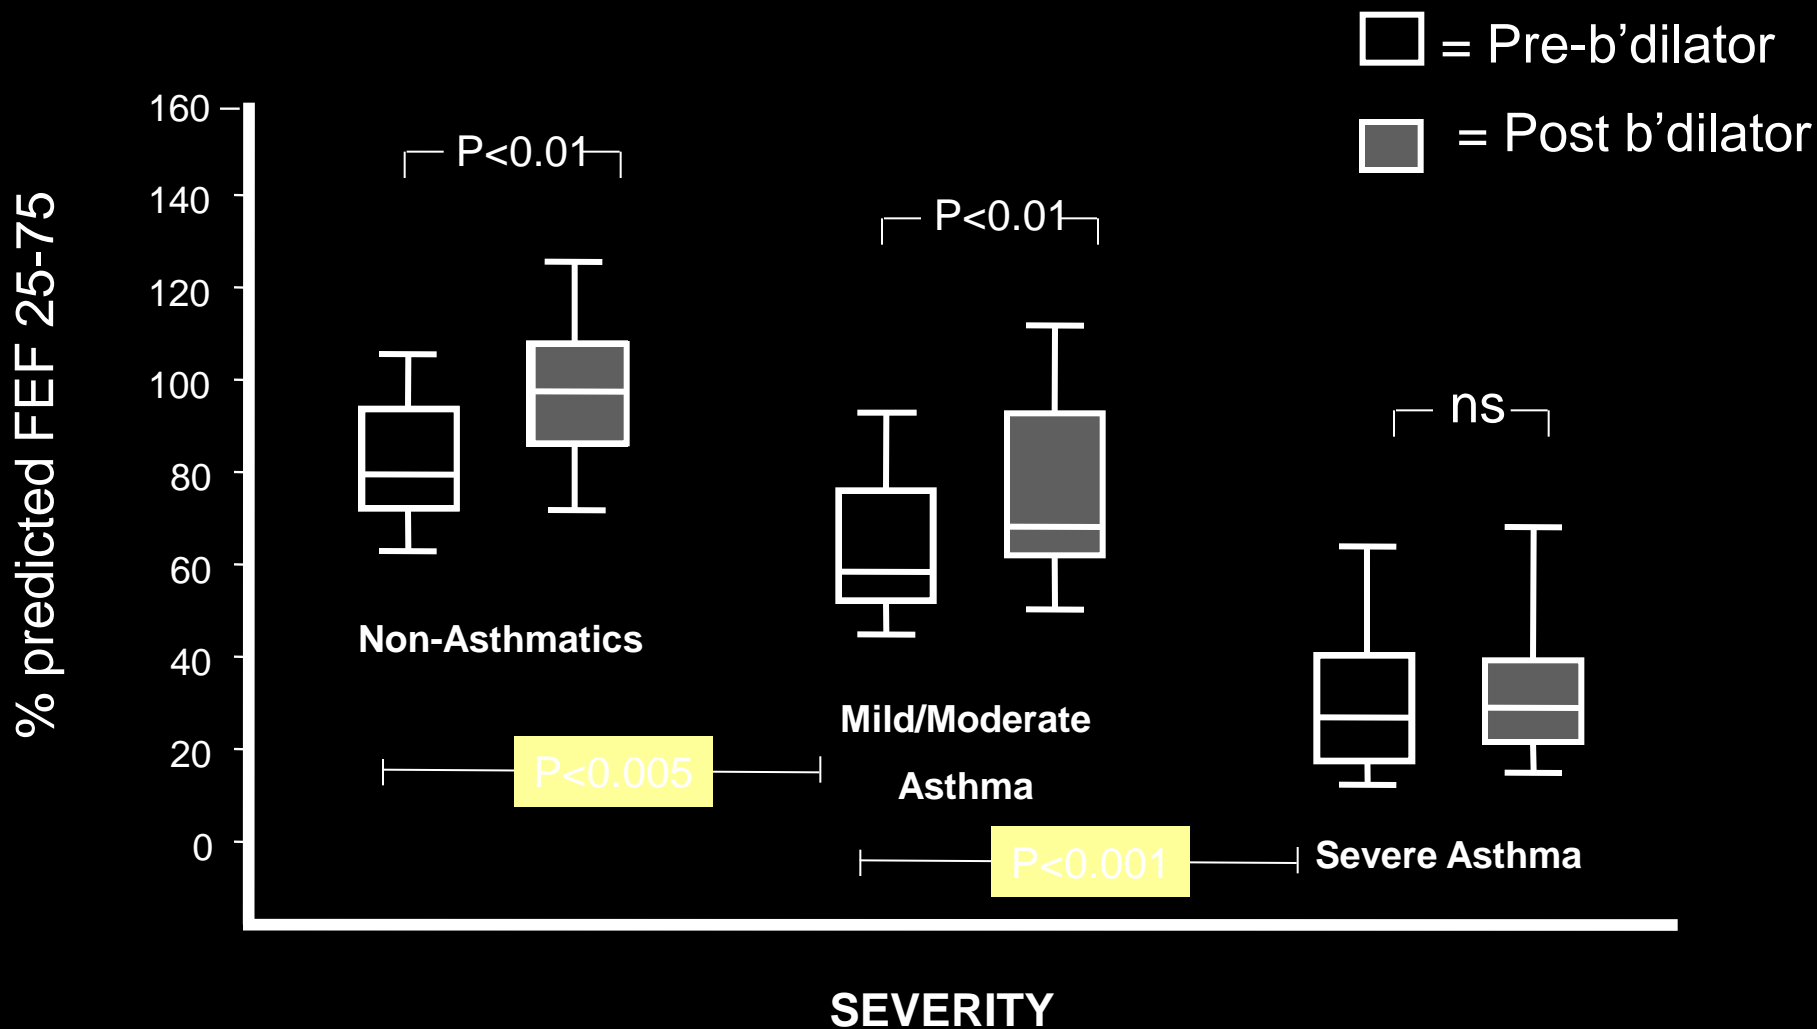 = Pre-b’dilator
= Post b’dilator
% predicted FEF 25-75
160
140
120
100
80
60
40
20
0
P<0.01
P<0.01
ns
Non-Asthmatics
Mild/Moderate
Asthma
Severe Asthma
P<0.005
P<0.001
SEVERITY